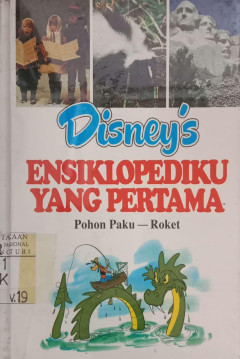 Disney's
ENSIKLOPEDIKU
YANG PERTAMA
Pohon Paku — Roket
v.19